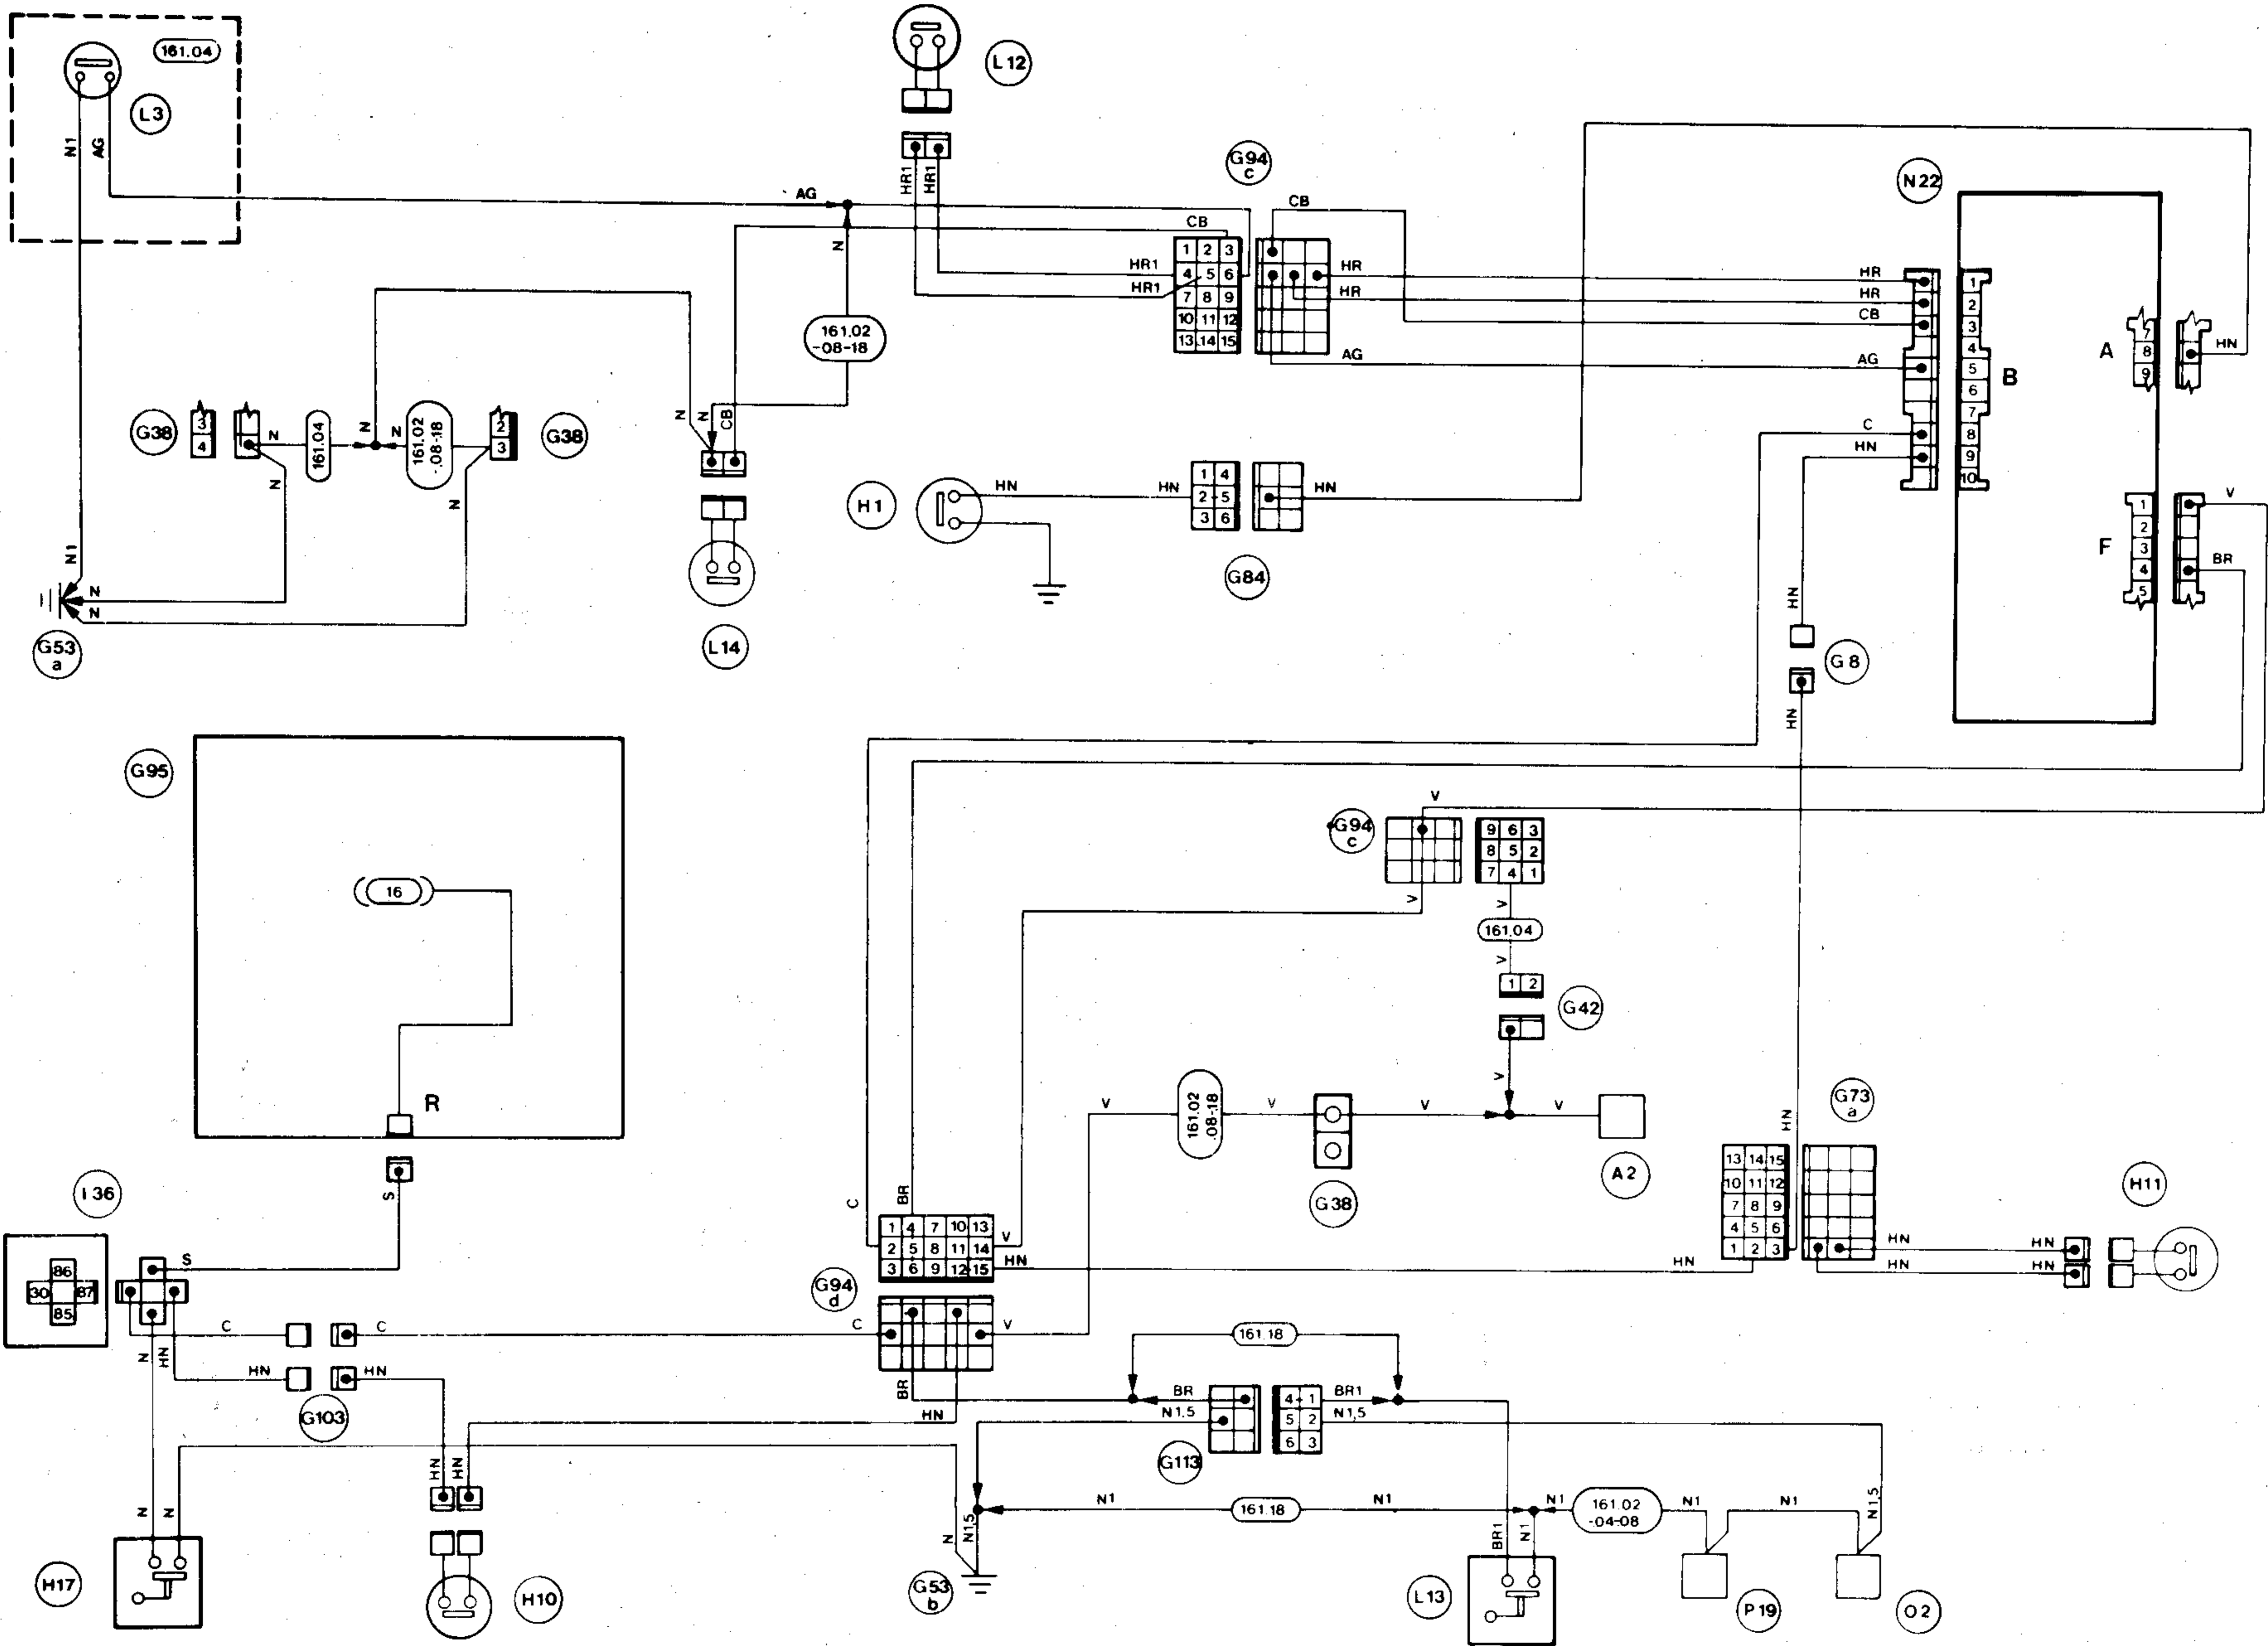 161.04
L3
N1
AG
L12
HR1
HR1
G94
c
N22
AG
CB
CB
N
HR1
HR1
1 2 3
4 5 6
7 8 9
10 11 12
13 14 15
HR
HR
AG
HR
HR
CB
AG
C
HN
1
2
3
4
5
6
7
8
9
10
B
A
7
8
9
HN
161.02
-08-18
G38
3
4
N
161.04
N
N
161.02
-.08-18
2
3
G38
N
N
CB
N
N
H1
HN
HN
1 4
2 5
3 6
HN
G84
F
1
2
3
4
5
V
BR
N1
N
N
G53
a
L14
HN
G8
HN
G95
16
R
V
G94
c
9 6 3
8 5 2
7 4 1
V
V
161.04
V
1 2
G42
V
S
I36
86
30 87
85
S
N
HN
C
HN
C
HN
G103
C
BR
V
161.02
.08-.18
V
G38
V
V
A2
1 4 7 10 13
2 5 8 11 14
3 6 9 12 15
V
HN
G94
d
C
V
BR
HN
HN
HN
G73
a
13 14 15
10 11 12
7 8 9
4 5 6
1 2 3
HN
HN
HN
HN
HN
H11
161.18
BR
N1,5
4 1
5 2
6 3
BR1
N1,5
G113
HN
HN
N
N
H17
H10
N
N1,5
G53
b
N1
161.18
N1
N1
161.02
-04-08
N1
N1
N1,5
BR1
N1
L13
P19
O2